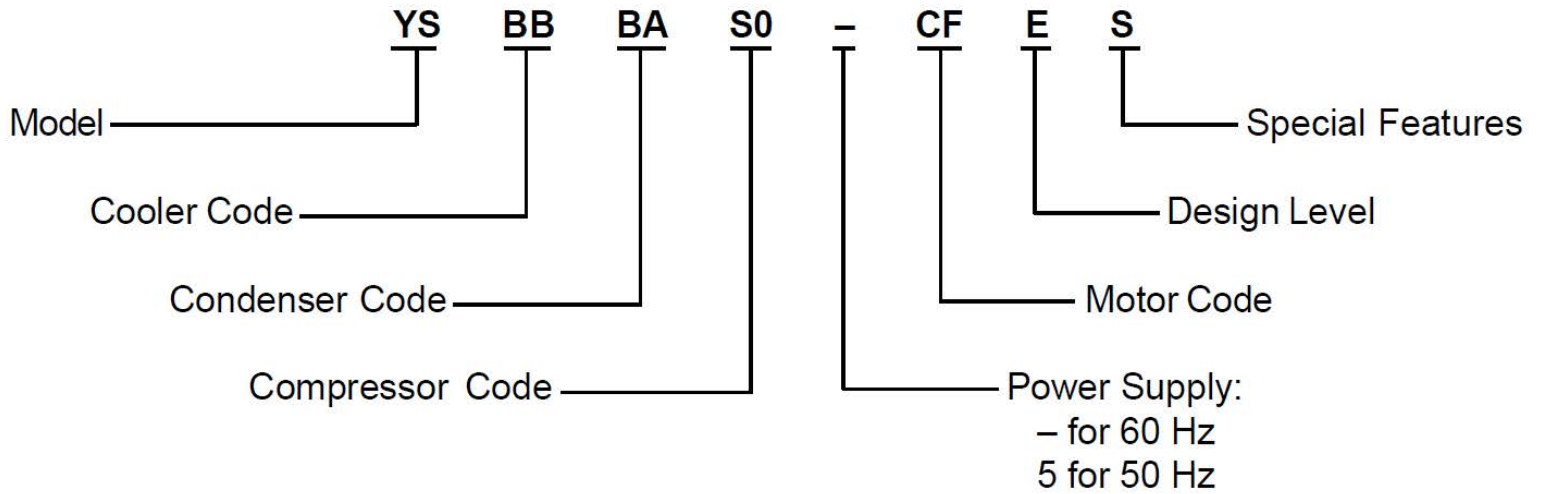 YS BB BA S0 – CF E S
Model
Special Features
Cooler Code
Design Level
Condenser Code
Motor Code
Compressor Code
Power Supply:
– for 60 Hz
5 for 50 Hz